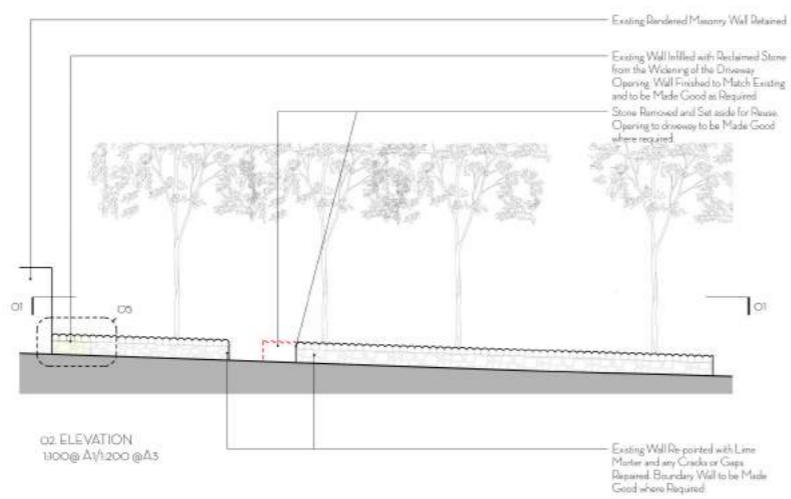 Existing Rendered Masonry Wall Retained
Existing Wall Infilled with Reclaimed Stone
from the Widening of the Driveway
Opening. Wall Finished to Match Existing
and to be Made Good as Required
Stone Removed and Set aside for Reuse.
Opening to driveway to be Made Good
where required.
01
03
01
02. ELEVATION
1:100@ A1/1:200 @A3
Existing Wall Re-pointed with Lime
Morter and any Cracks or Gaps
Repaired. Boundary Wall to be Made
Good where Required